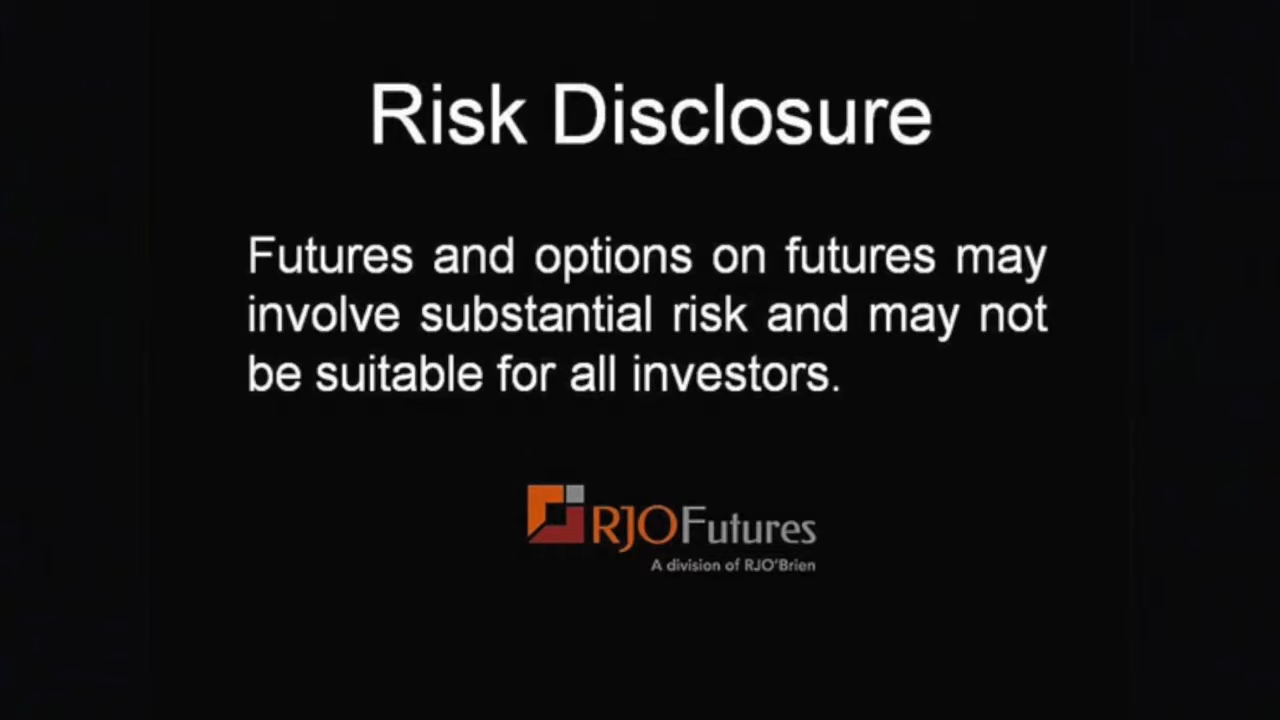 Risk Disclosure
Futures and options on futures may
involve substantial risk and may not
be suitable for all investors.
RJOFutures
A division of RJO'Brien